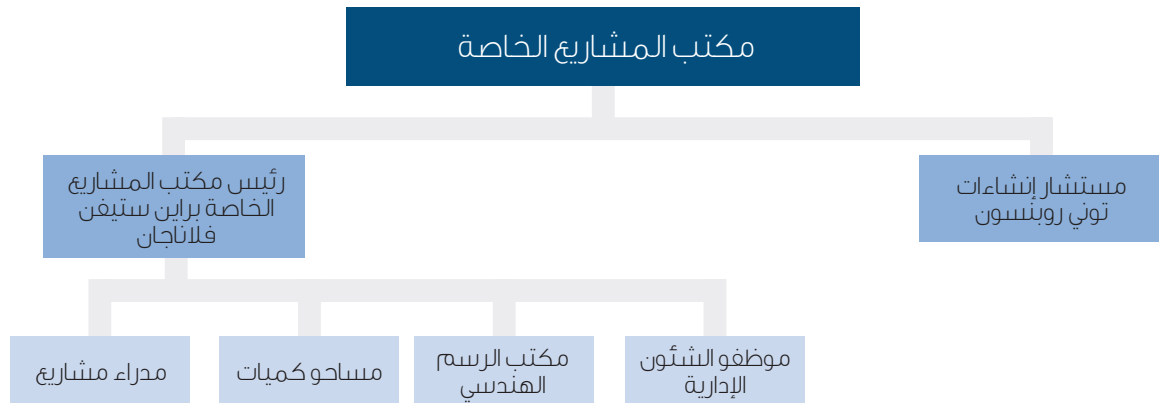 مكتب المشاريع الخاصة
مستشار إنشاءات
توني روبنسون
رئيس مكتب المشاريع
الخاصة براين ستيفن
فلاناجان
موظفو الشئون
الإدارية
مكتب الرسم
الهندسي
مساحو كميات
مدراء مشاريع